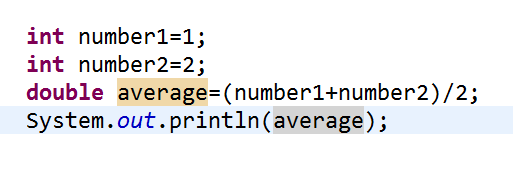 int number1=1;
int number2=2;
double average=(number1+number2)/2;
System.out.println(average);